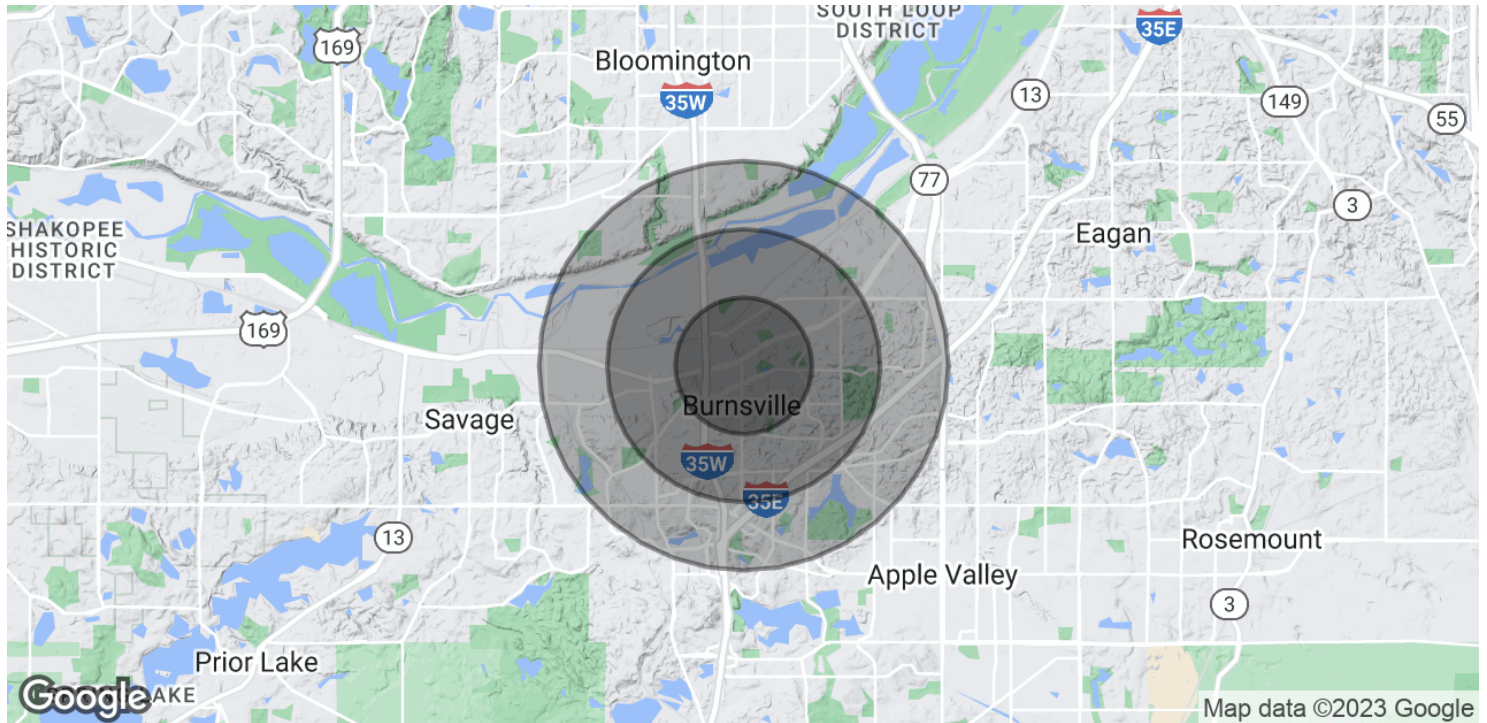 SOUTH LOOP
DISTRICT
35E
169
Bloomington
35W
13
149
55
77
3
SHAKOPEE
HISTORIC
DISTRICT
Eagan
169
Burnsville
Savage
35W
35E
13
Rosemount
Apple Valley
3
Prior Lake
LAKE
Google
Map data ©2023 Google